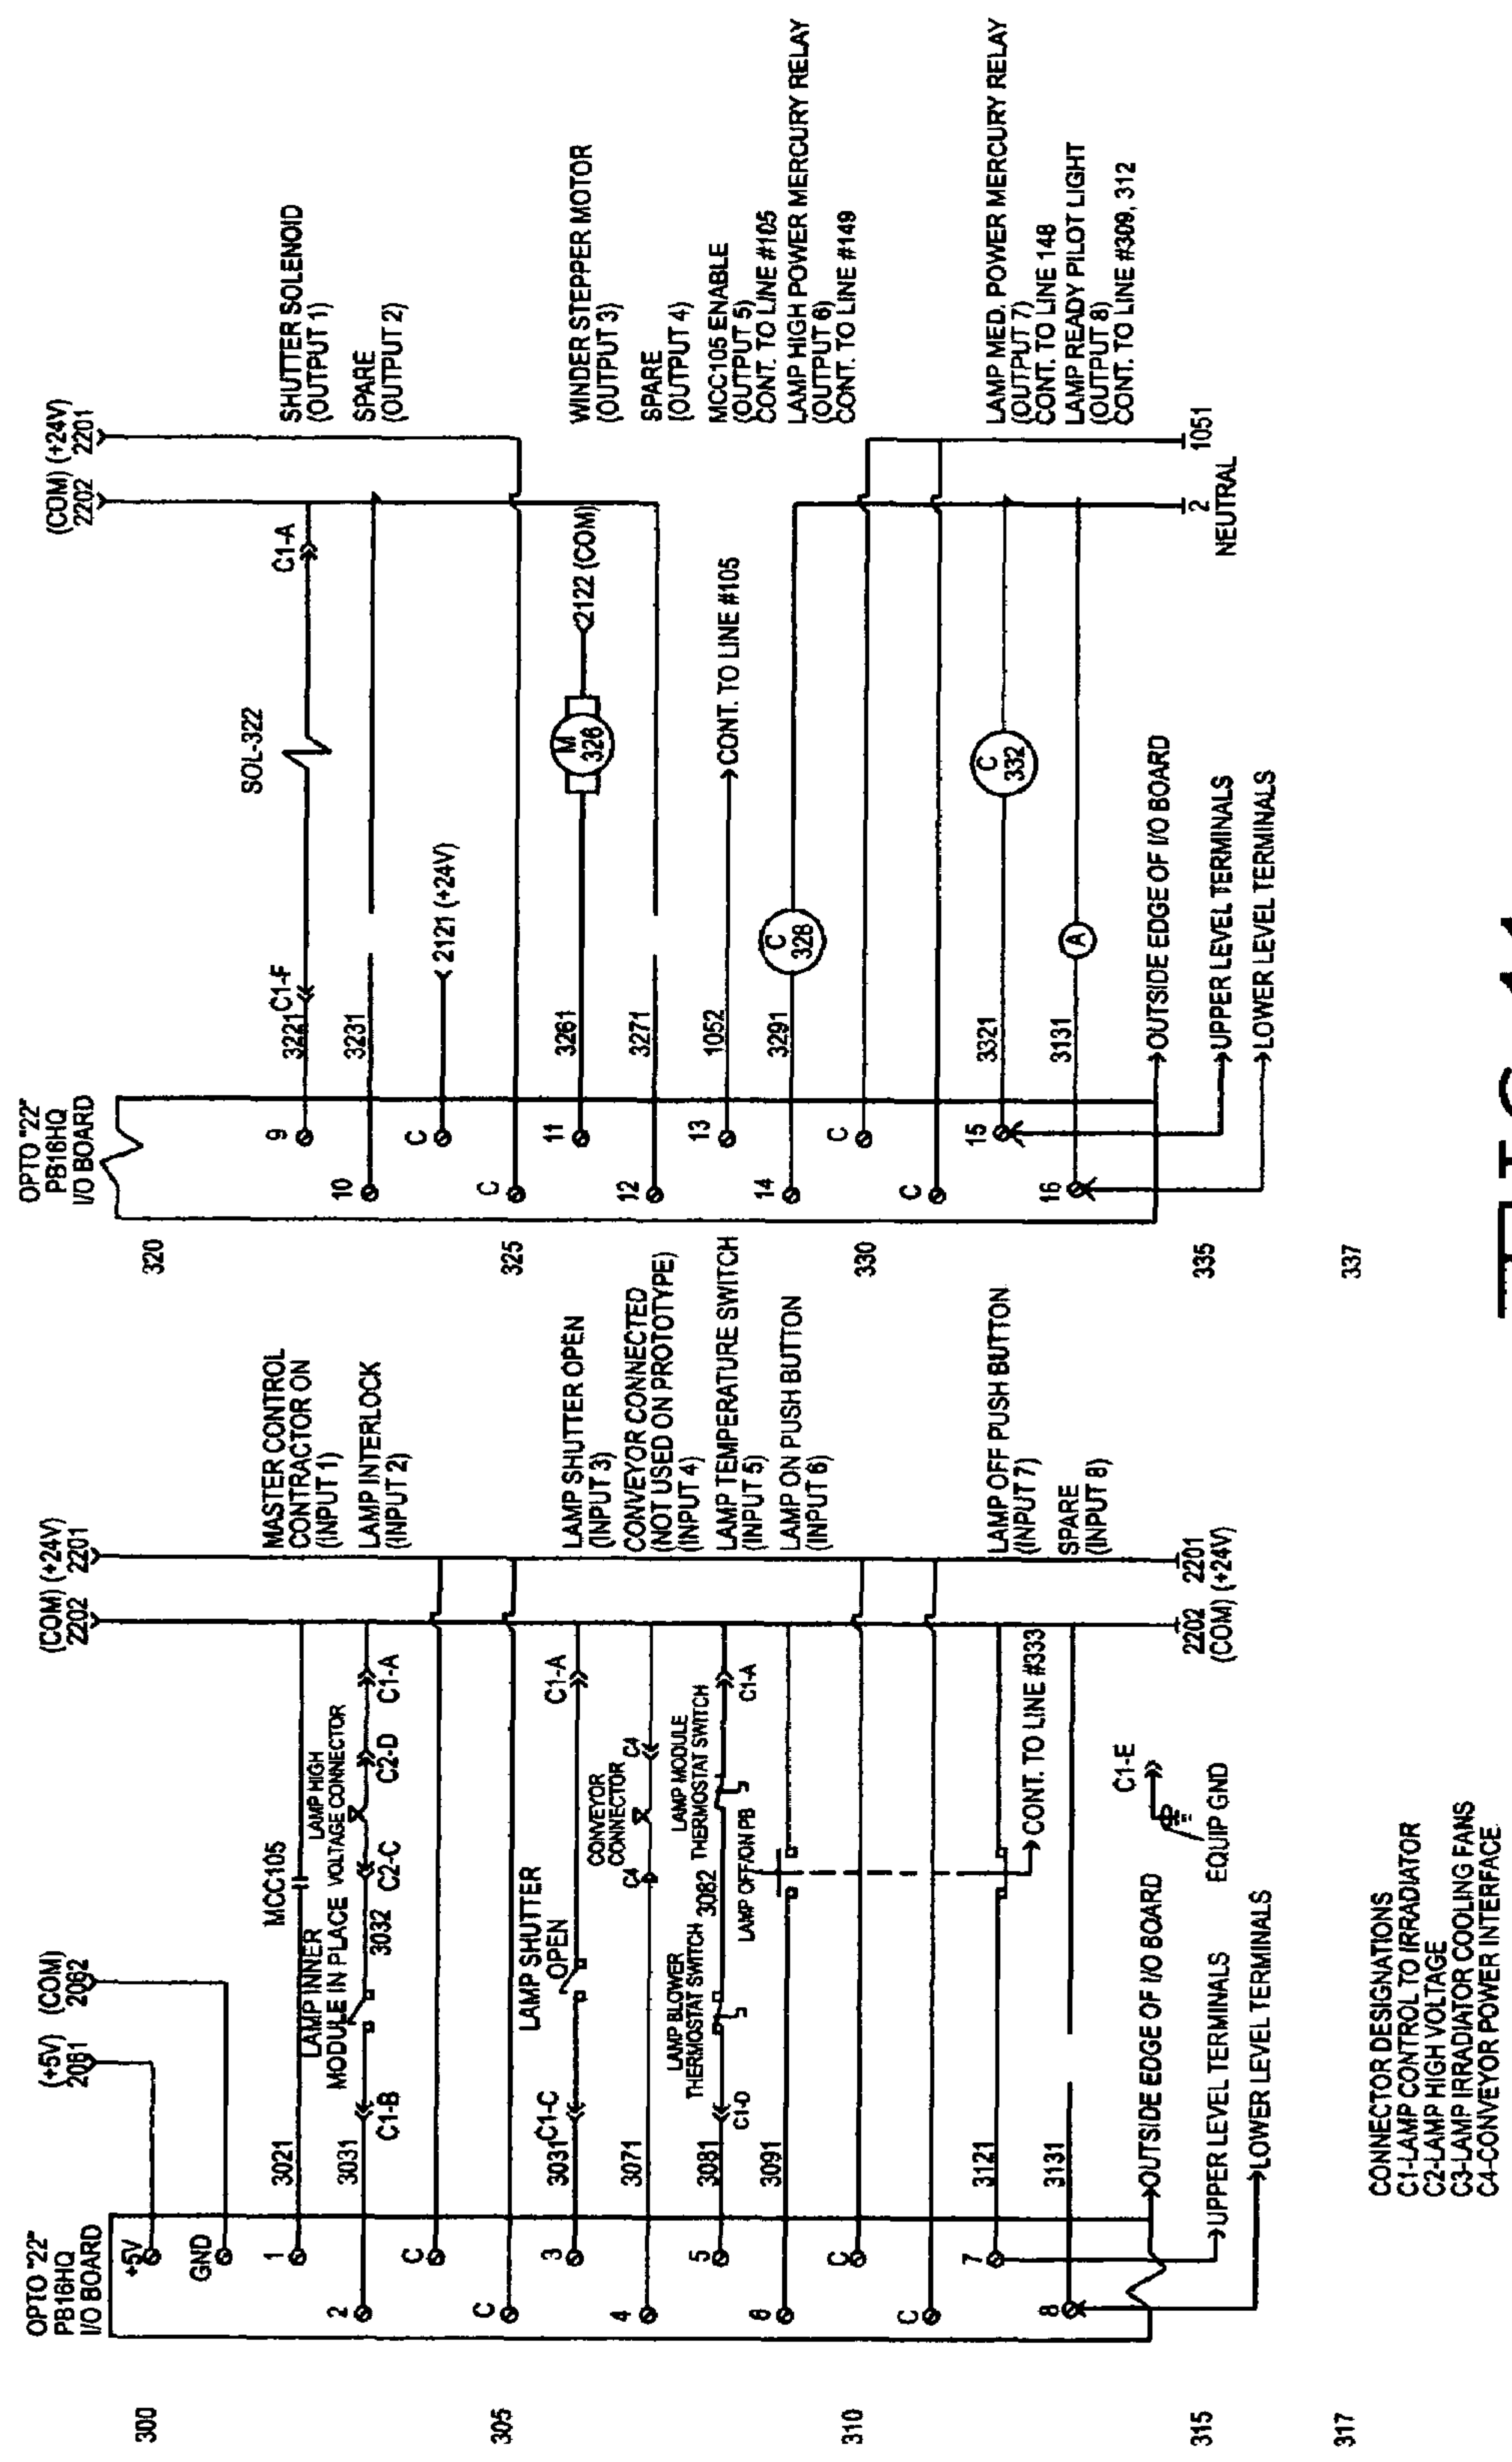 OPTO "22"
PB16HQ
I/O BOARD
(+5V)
2061
(COM)
2062
(COM) (+24V)
2202 2201
300
+5V
GND
1
3021
MCC105
MASTER CONTROL
CONTRACTOR ON
(INPUT 1)
LAMP INNER
MODULE IN PLACE
LAMP HIGH
VOLTAGE CONNECTOR
2
3031
C1-B
3032
C2-C
C2-D
C1-A
LAMP INTERLOCK
(INPUT 2)
C
305
C
LAMP SHUTTER
OPEN
3
3031
C1-C
C1-A
LAMP SHUTTER OPEN
(INPUT 3)
CONVEYOR
CONNECTOR
4
3071
C4
C4
CONVEYOR CONNECTED
(NOT USED ON PROTOTYPE)
(INPUT 4)
LAMP BLOWER
THERMOSTAT SWITCH
3082
LAMP MODULE
THERMOSTAT SWITCH
5
3081
C1-D
C1-A
LAMP TEMPERATURE SWITCH
(INPUT 5)
LAMP OFF/ON PB
6
3091
LAMP ON PUSH BUTTON
(INPUT 6)
310
C
C
7
3121
LAMP OFF PUSH BUTTON
(INPUT 7)
CONT. TO LINE #333
8
3131
SPARE
(INPUT 8)
C1-E
EQUIP GND
2202 2201
(COM) (+24V)
OUTSIDE EDGE OF I/O BOARD
315
UPPER LEVEL TERMINALS
LOWER LEVEL TERMINALS
317
CONNECTOR DESIGNATIONS
C1-LAMP CONTROL TO IRRADIATOR
C2-LAMP HIGH VOLTAGE
C3-LAMP IRRADIATOR COOLING FANS
C4-CONVEYOR POWER INTERFACE
OPTO "22"
PB16HQ
I/O BOARD
(COM) (+24V)
2202 2201
320
9
3221
C1-F
SOL-322
C1-A
SHUTTER SOLENOID
(OUTPUT 1)
10
3231
SPARE
(OUTPUT 2)
C
2121 (+24V)
325
C
11
3261
M
326
2122 (COM)
WINDER STEPPER MOTOR
(OUTPUT 3)
12
3271
SPARE
(OUTPUT 4)
13
1052
CONT. TO LINE #105
MCC105 ENABLE
(OUTPUT 5)
CONT. TO LINE #105
14
3291
C
328
LAMP HIGH POWER MERCURY RELAY
(OUTPUT 6)
CONT. TO LINE #149
330
C
C
15
3321
C
332
LAMP MED. POWER MERCURY RELAY
(OUTPUT 7)
CONT. TO LINE 148
16
3131
A
LAMP READY PILOT LIGHT
(OUTPUT 8)
CONT. TO LINE #309, 312
2
NEUTRAL
1051
OUTSIDE EDGE OF I/O BOARD
335
UPPER LEVEL TERMINALS
LOWER LEVEL TERMINALS
337